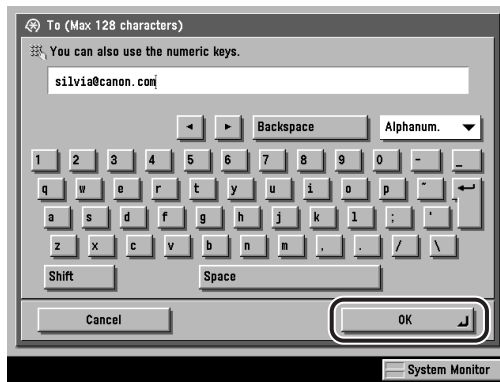 To (Max 128 characters)
You can also use the numeric keys.
silvia@canon.com
◄ ► Backspace Alphanum. ▼
1 2 3 4 5 6 7 8 9 0 - _
q w e r t y u i o p ~
a s d f g h j k l ; '
z x c v b n m , . / \
Shift Space
Cancel OK
System Monitor